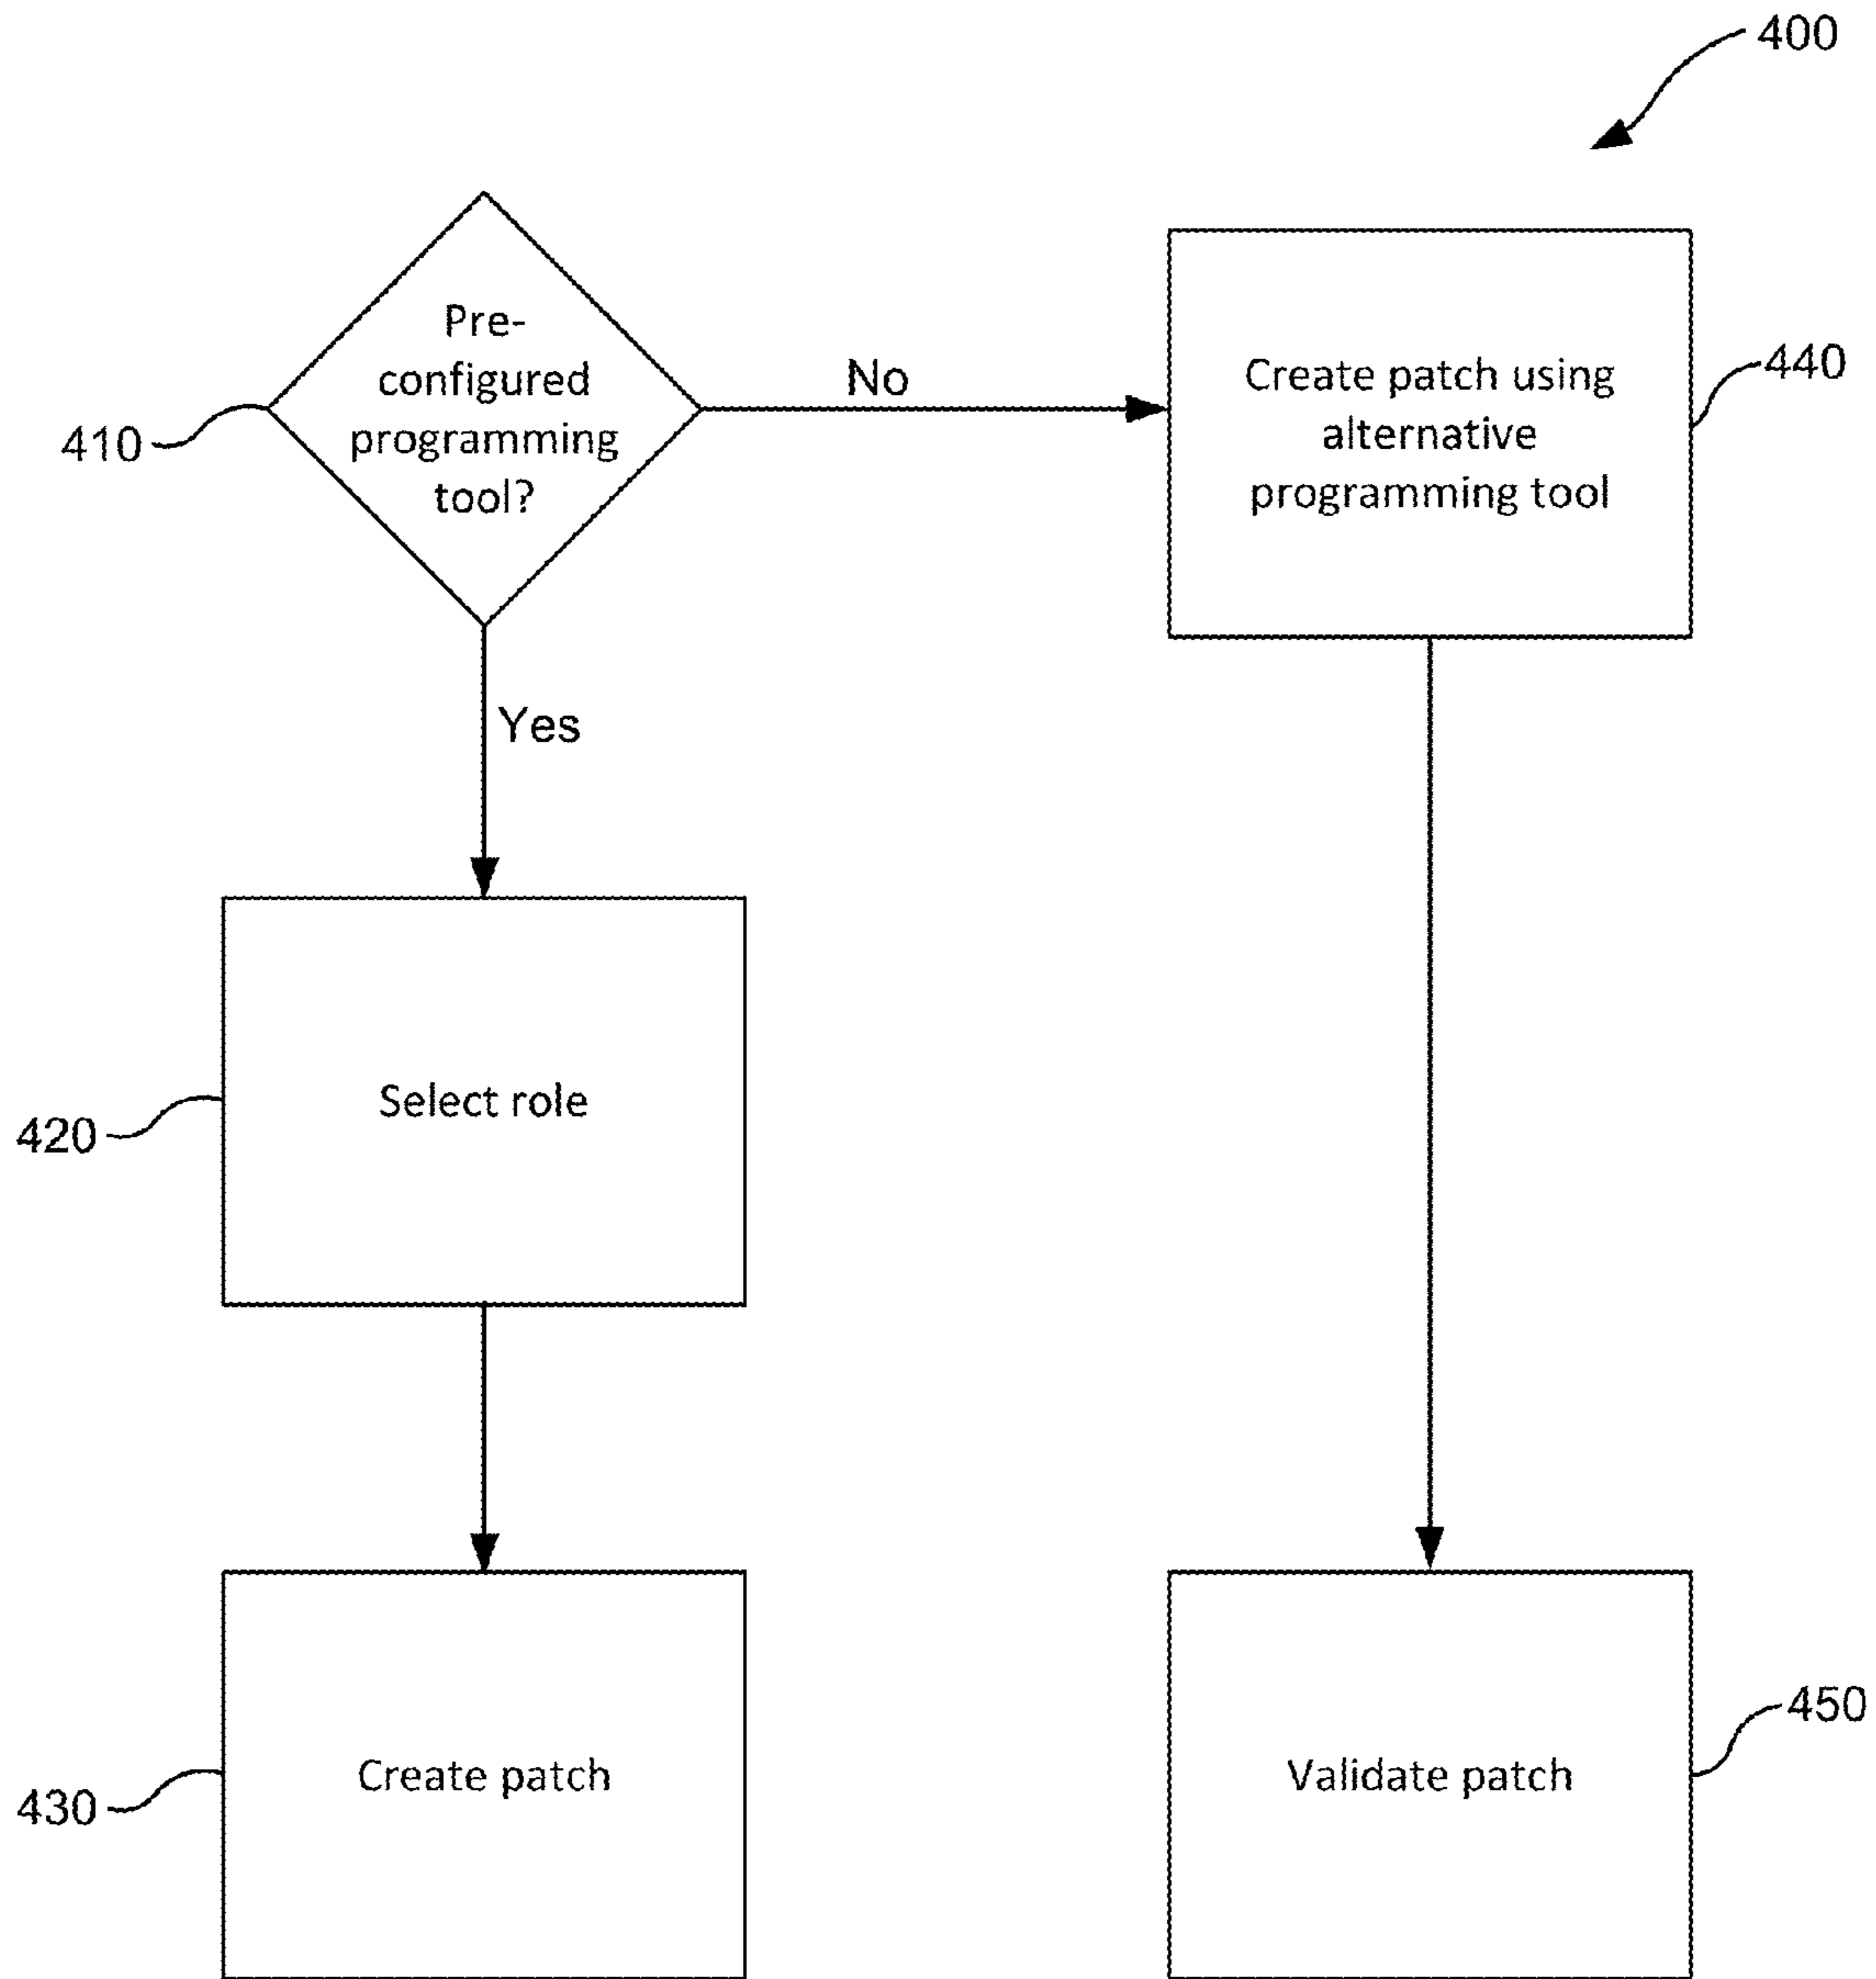 400
Pre-
configured
programming
tool?
410
No
Create patch using
alternative
programming tool
440
Yes
Select role
420
Create patch
430
Validate patch
450